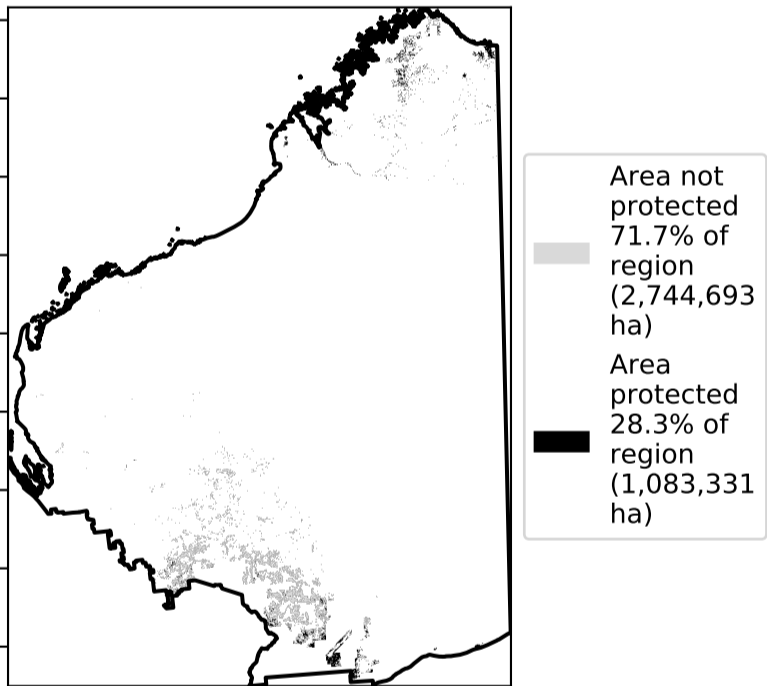 Area not
protected
71.7% of
region
(2,744,693
ha)
Area
protected
28.3% of
region
(1,083,331
ha)